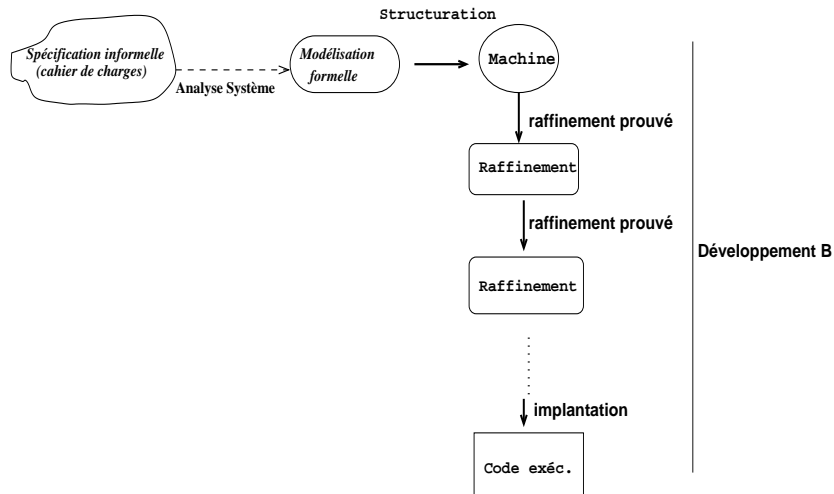 Structuration
Spécification informelle
(cahier de charges)
Analyse Système
Modélisation
formelle
Machine
raffinement prouvé
Raffinement
raffinement prouvé
Raffinement
Développement B
implantation
Code exéc.